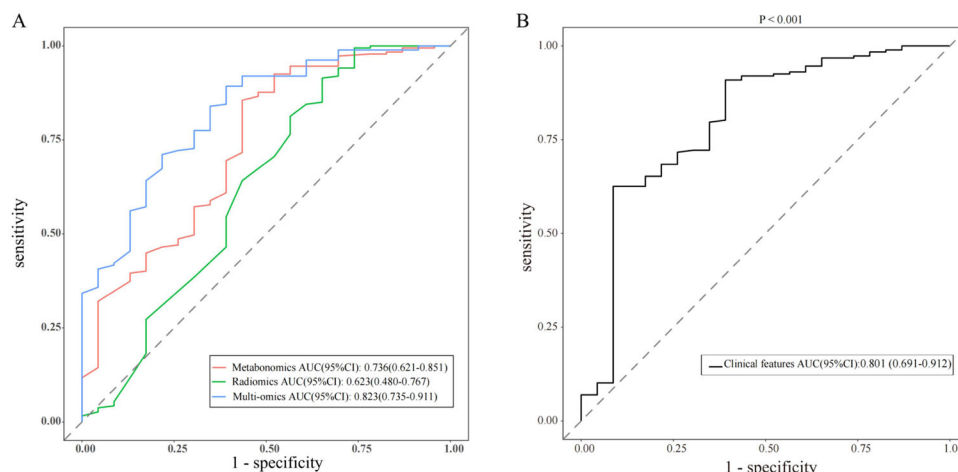 A
1.00
0.75
0.50
0.25
0.00
sensitivity
0.00
0.25
0.50
0.75
1.00
1 - specificity
Metabonomics AUC(95%CI): 0.736(0.621-0.851)
Radiomics AUC(95%CI): 0.623(0.480-0.767)
Multi-omics AUC(95%CI): 0.823(0.735-0.911)
B
P < 0.001
1.00
0.75
0.50
0.25
0.00
sensitivity
0.00
0.25
0.50
0.75
1.00
1 - specificity
Clinical features AUC(95%CI):0.801 (0.691-0.912)